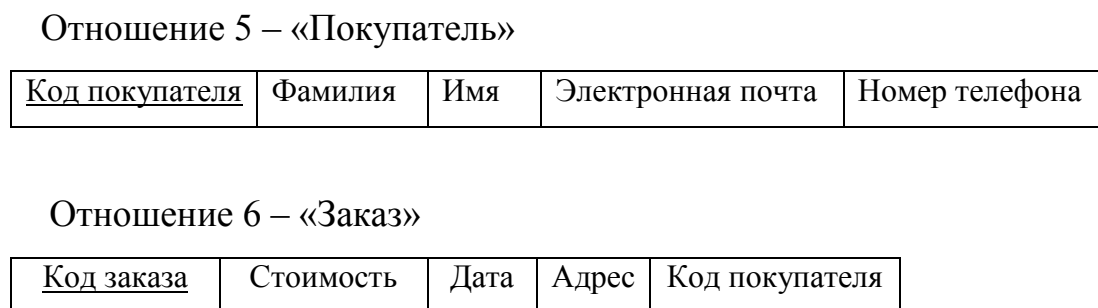 Отношение 5 – «Покупатель»
Код покупателя Фамилия Имя Электронная почта Номер телефона
Отношение 6 – «Заказ»
Код заказа Стоимость Дата Адрес Код покупателя